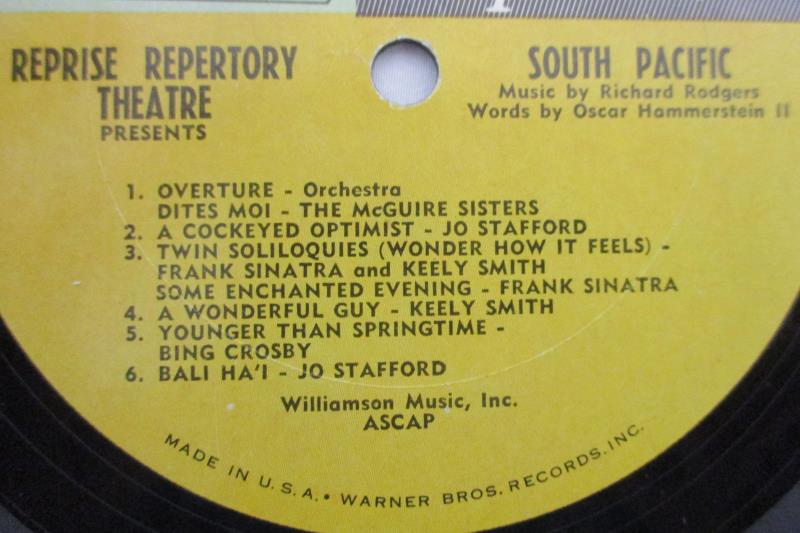 REPRISE REPERTORY
THEATRE
PRESENTS
SOUTH PACIFIC
Music by Richard Rodgers
Words by Oscar Hammerstein II
1. OVERTURE - Orchestra
DITES MOI - THE McGUIRE SISTERS
2. A COCKEYED OPTIMIST - JO STAFFORD
3. TWIN SOLILOQUIES (WONDER HOW IT FEELS) -
FRANK SINATRA and KEELY SMITH
SOME ENCHANTED EVENING - FRANK SINATRA
4. A WONDERFUL GUY - KEELY SMITH
5. YOUNGER THAN SPRINGTIME -
BING CROSBY
6. BALI HA'I - JO STAFFORD
Williamson Music, Inc.
ASCAP
MADE IN U.S.A. • WARNER BROS. RECORDS. INC.